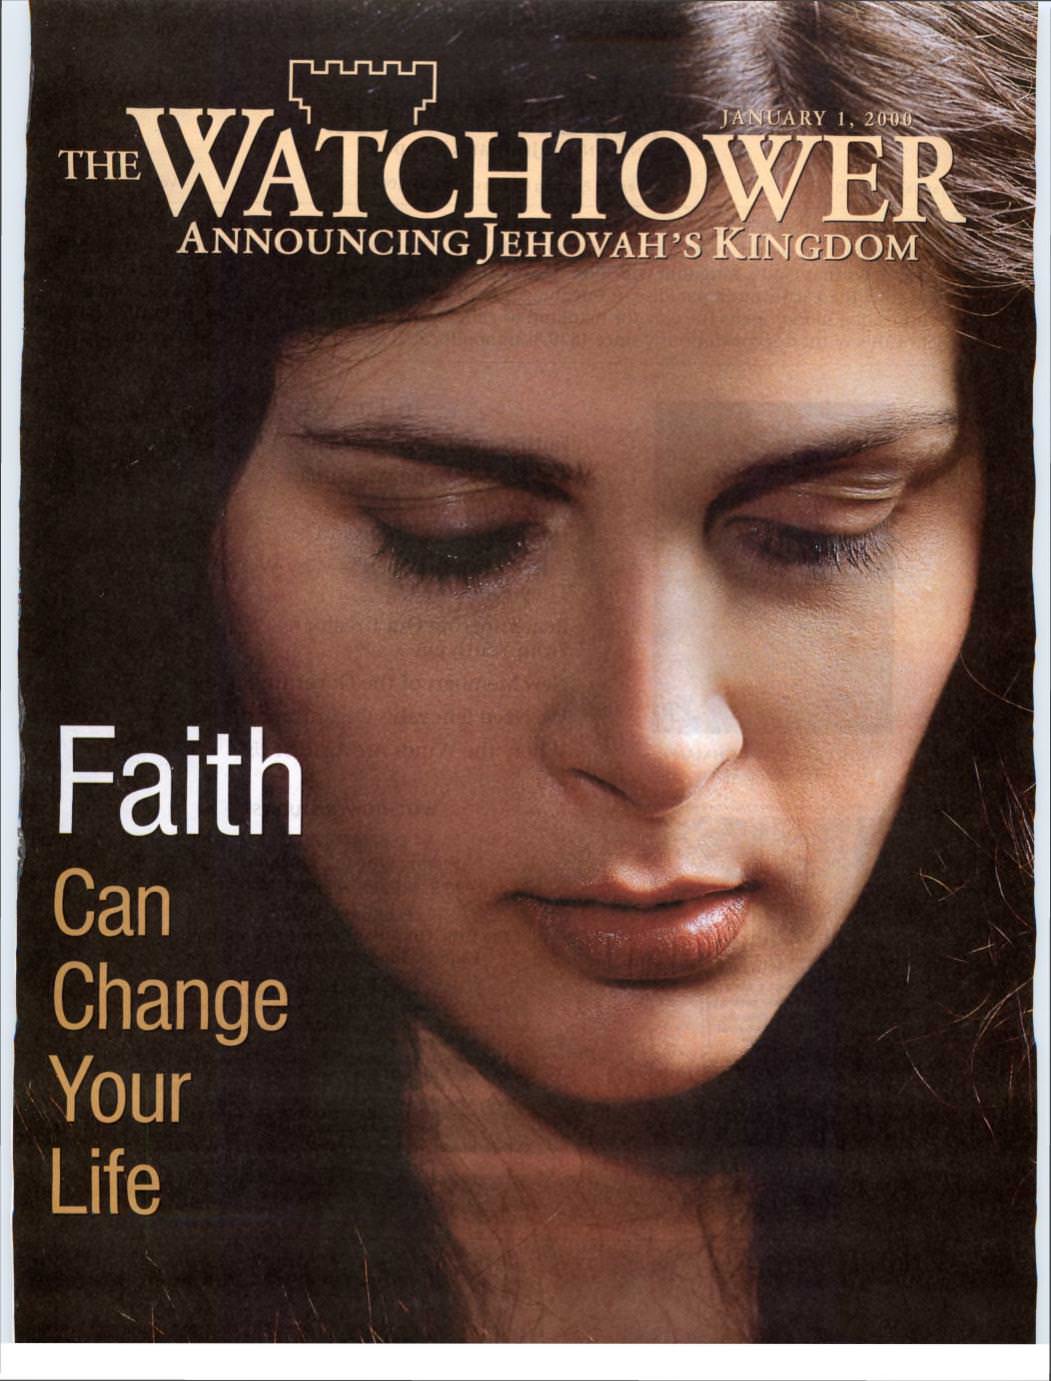 JANUARY 1, 2000
THE WATCHTOWER
ANNOUNCING JEHOVAH'S KINGDOM
Faith
Can
Change
Your
Life